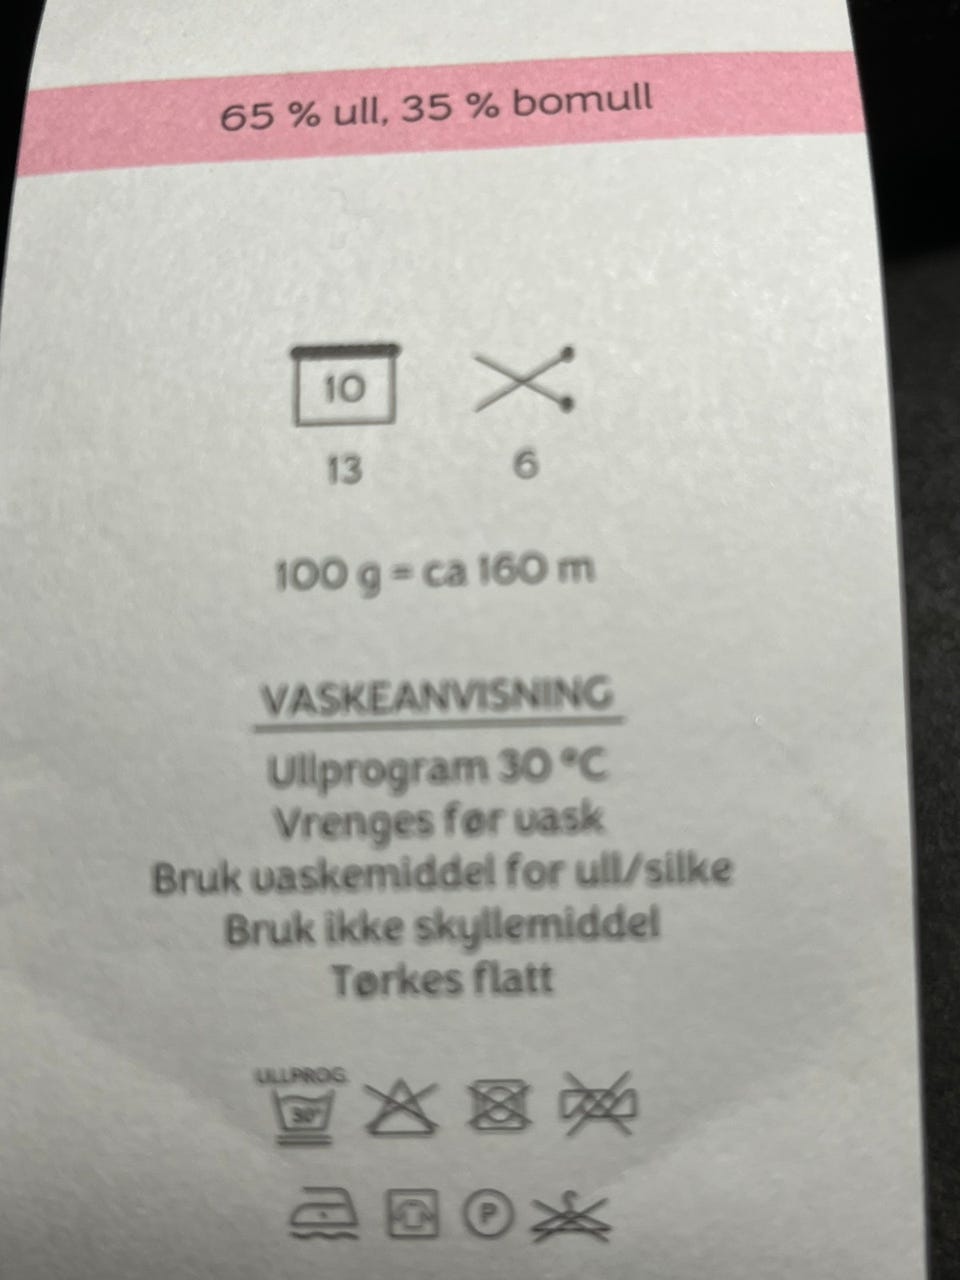 65 % ull, 35 % bomull
10
13 6
100 g = ca 160 m
VASKEANVISNING
Ullprogram 30 °C
Vrenges før vask
Bruk vaskemiddel for ull/silke
Bruk ikke skyllemiddel
Tørkes flatt
ULLPROG.
30°
P